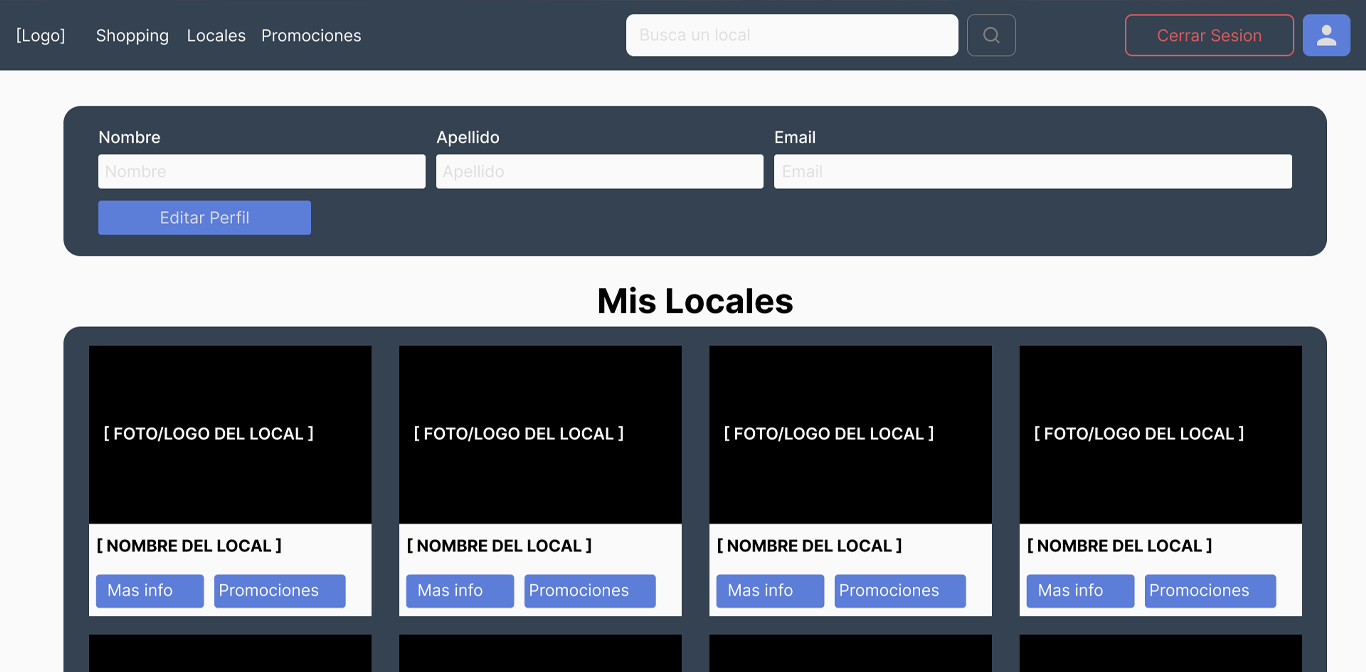 [Logo] Shopping Locales Promociones Busca un local Cerrar Sesion
Nombre Apellido Email
Nombre Apellido Email
Editar Perfil
Mis Locales
[ FOTO/LOGO DEL LOCAL ] [ FOTO/LOGO DEL LOCAL ] [ FOTO/LOGO DEL LOCAL ] [ FOTO/LOGO DEL LOCAL ]
[ NOMBRE DEL LOCAL ] [ NOMBRE DEL LOCAL ] [ NOMBRE DEL LOCAL ] [ NOMBRE DEL LOCAL ]
Mas info Promociones Mas info Promociones Mas info Promociones Mas info Promociones